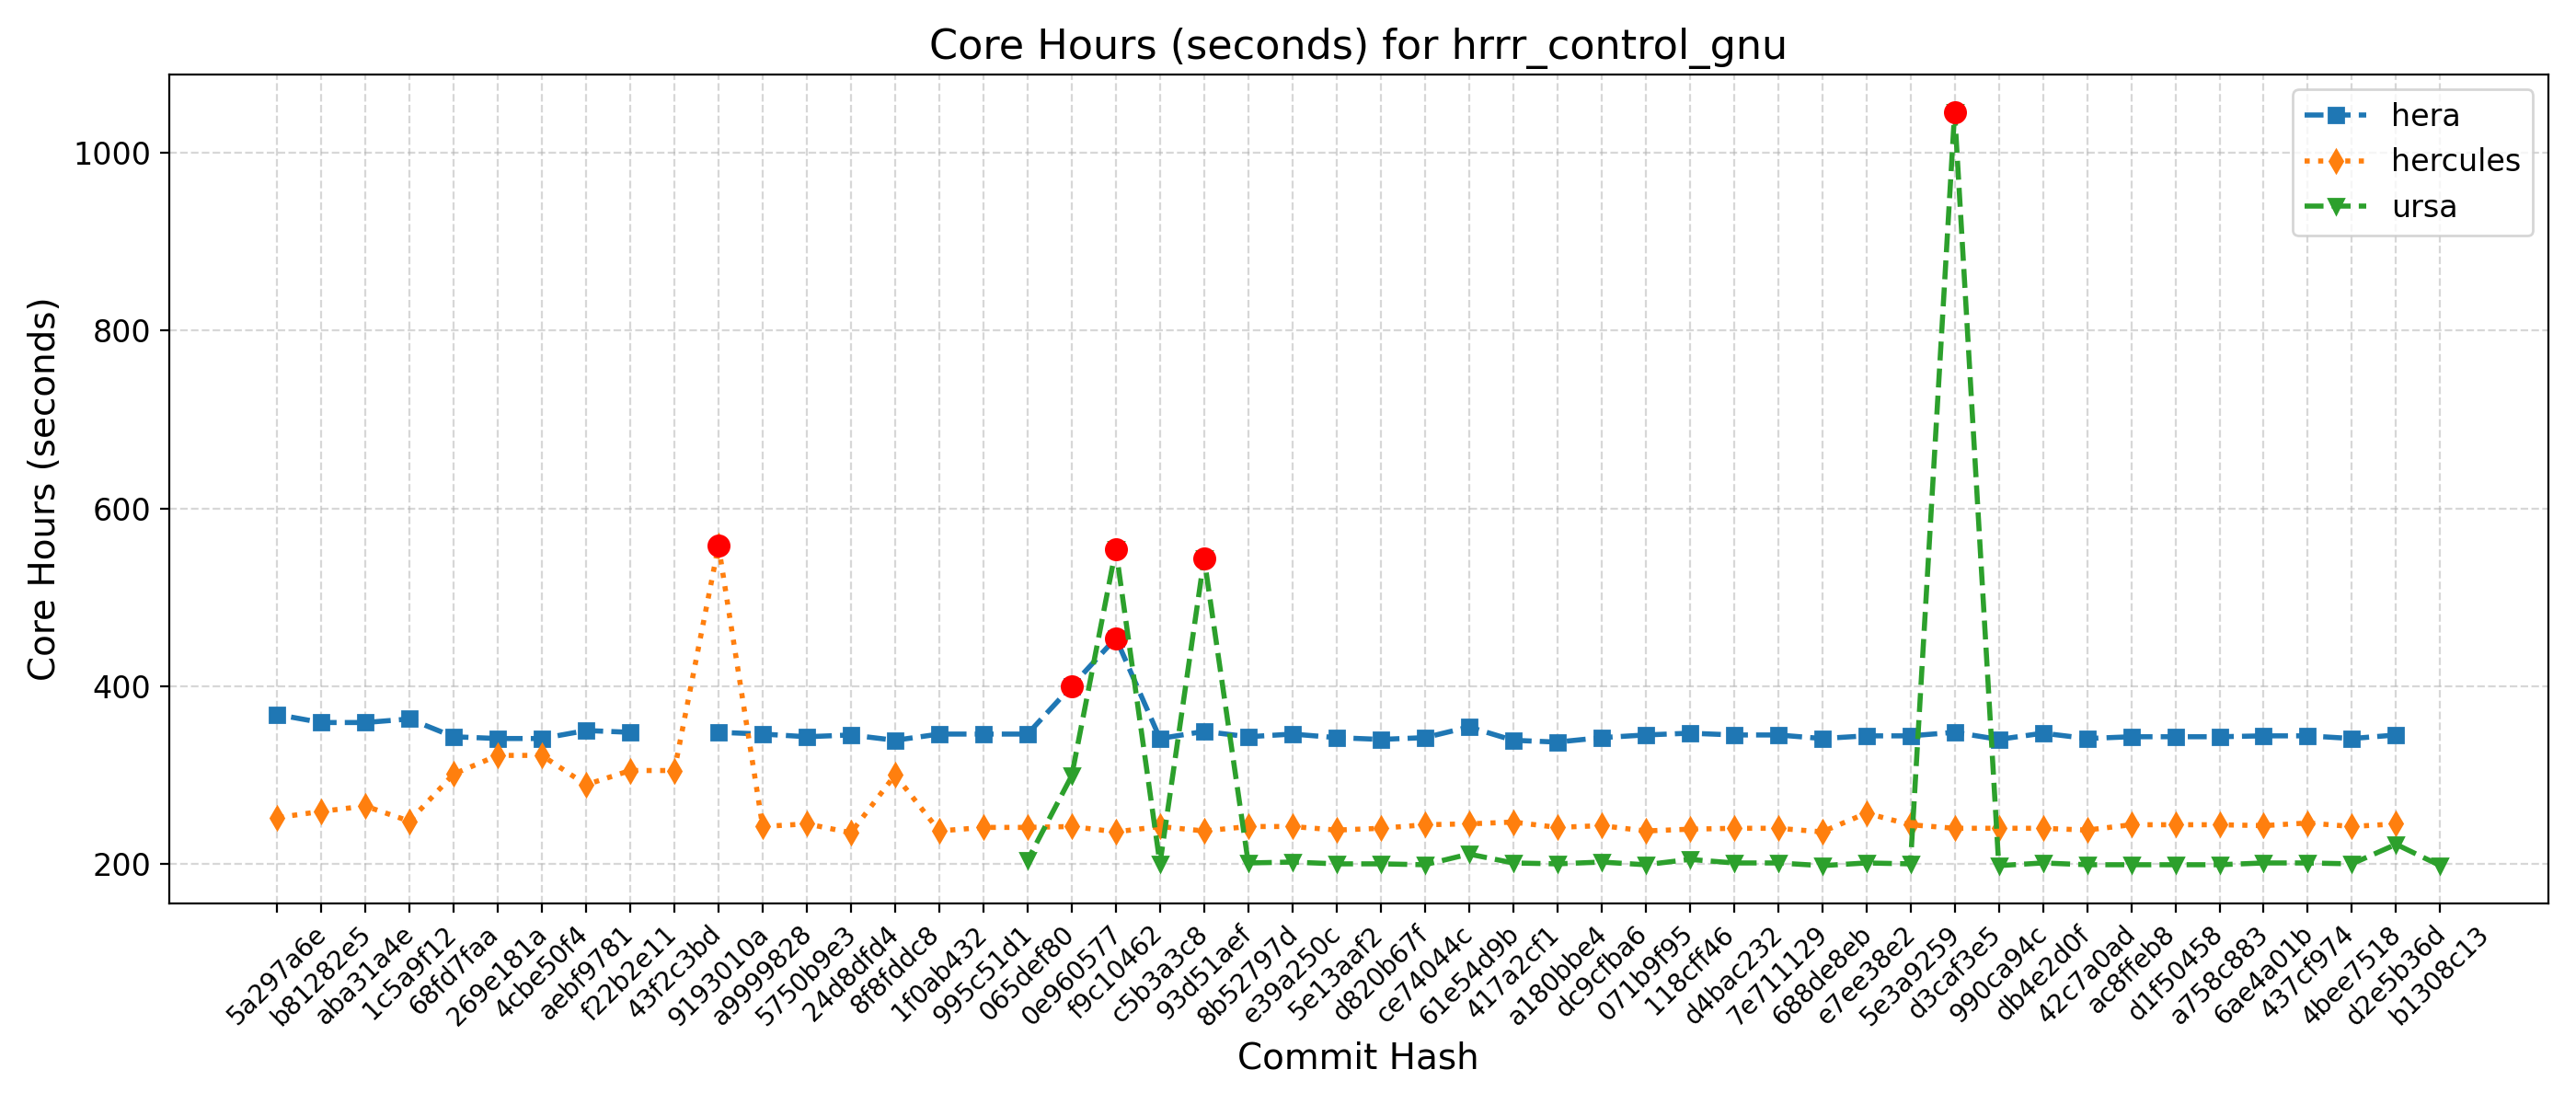 Core Hours (seconds) for hrrr_control_gnu
Core Hours (seconds)
1000
800
600
400
200
hera
hercules
ursa
5a297a6e
b81282e5
aba31a4e
1c5a9f12
68fd7faa
269e181a
4cbe50f4
aebf9781
f22b2e11
43f2c3bd
9193010a
a9999828
5750b9e3
24d8dfd4
8f8fddc8
1f0ab432
995c51d1
065def80
0e960577
f9c10462
c5b3a3c8
93d51aef
8b52797d
e39a250c
5e13aaf2
d820b67f
ce74044c
61e54d9b
417a2cf1
a180bbe4
dc9cfba6
071b9f95
118cff46
d4bac232
7e711129
688de8eb
e7ee38e2
5e3a9259
d3caf3e5
990ca94c
db4e2d0f
42c7a0ad
ac8ffeb8
d1f50458
a758c883
6ae4a01b
437cf974
4bee7518
d2e5b36d
b1308c13
Commit Hash